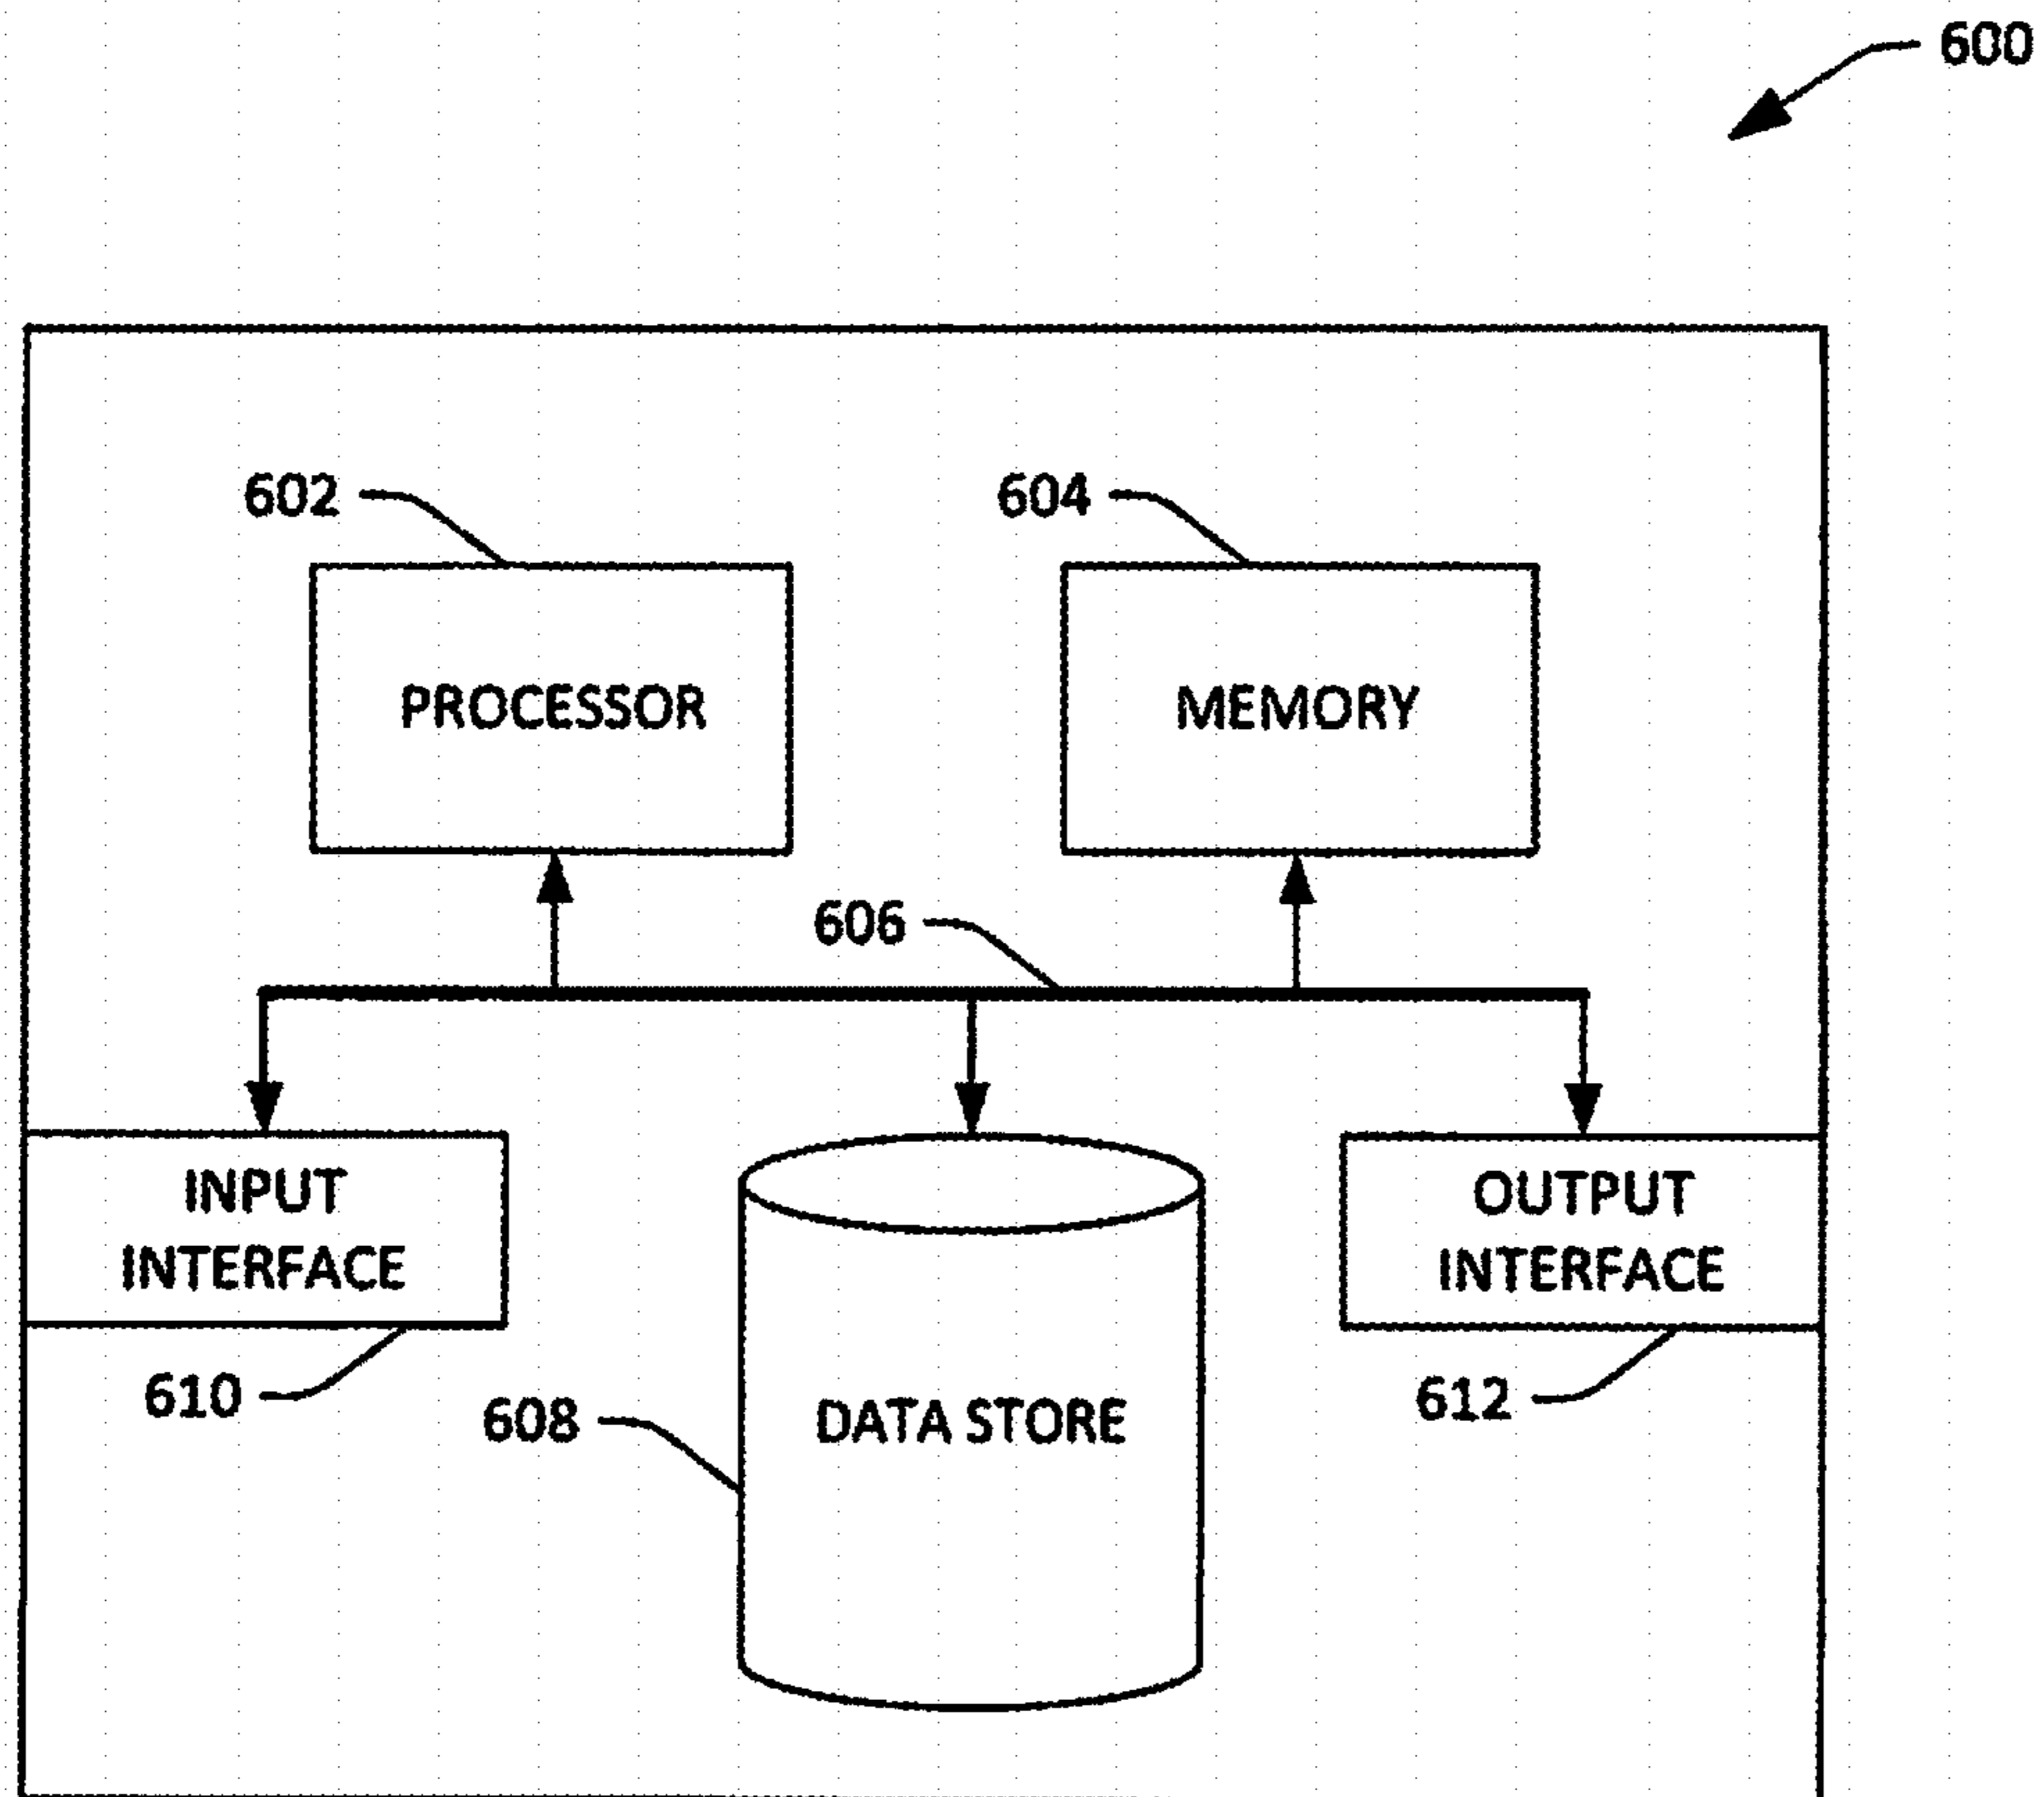 600
602
604
PROCESSOR
MEMORY
606
INPUT
INTERFACE
OUTPUT
INTERFACE
610
608
DATA STORE
612